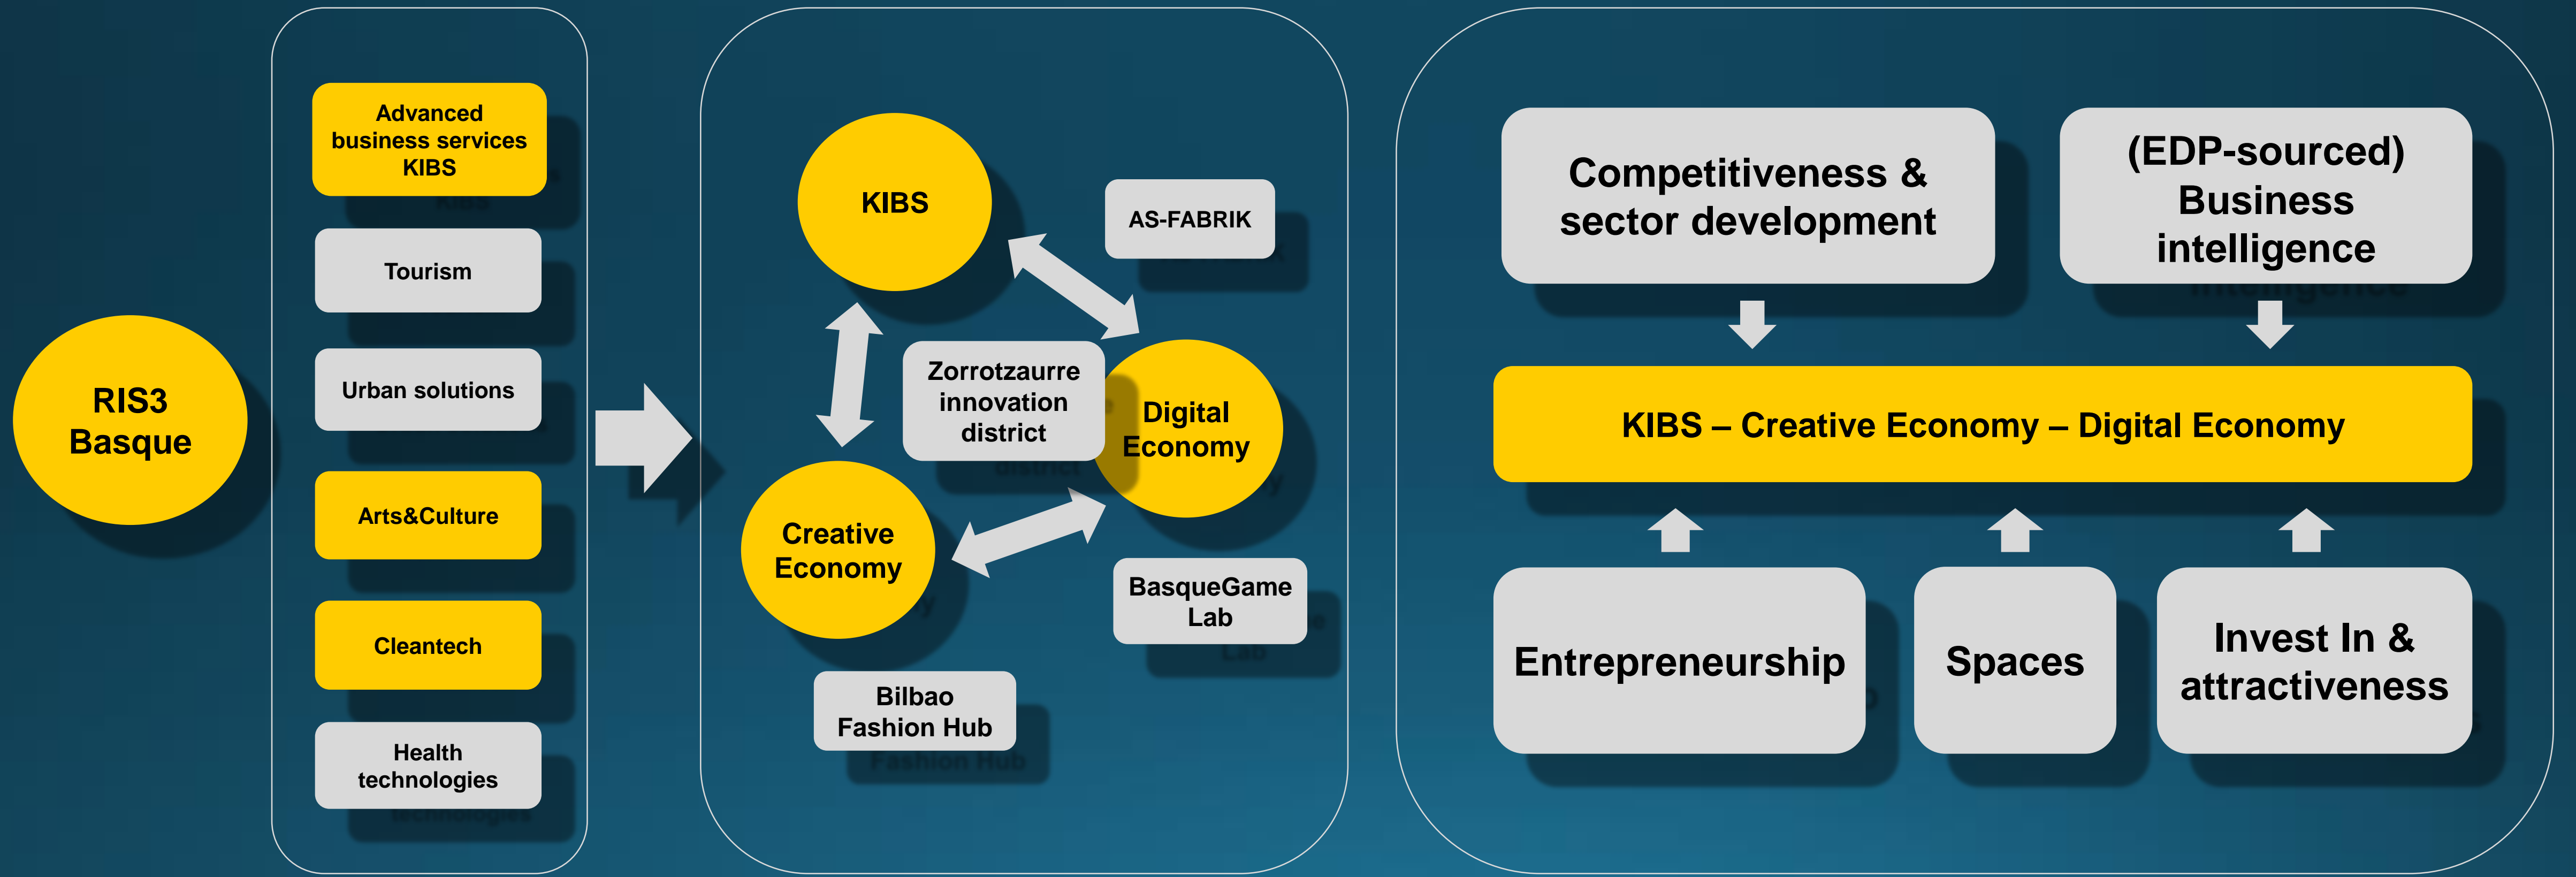 RIS3
Basque
Advanced
business services
KIBS
Tourism
Urban solutions
Arts&Culture
Cleantech
Health
technologies
KIBS
AS-FABRIK
Zorrotzaurre
innovation
district
Digital
Economy
Creative
Economy
BasqueGame
Lab
Bilbao
Fashion Hub
Competitiveness &
sector development
(EDP-sourced)
Business
intelligence
KIBS – Creative Economy – Digital Economy
Entrepreneurship
Spaces
Invest In &
attractiveness